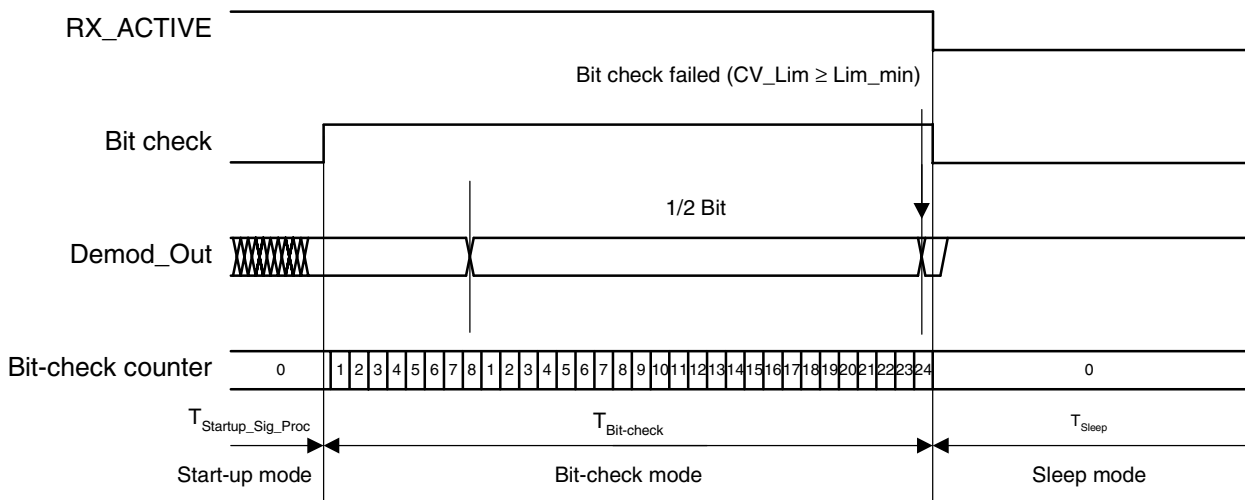 RX_ACTIVE
Bit check failed (CV_Lim ≥ Lim_min)
Bit check
1/2 Bit
Demod_Out
Bit-check counter 0 1 2 3 4 5 6 7 8 1 2 3 4 5 6 7 8 9 10 11 12 13 14 15 16 17 18 19 20 21 22 23 24 0
TStartup_Sig_Proc TBit-check TSleep
Start-up mode Bit-check mode Sleep mode